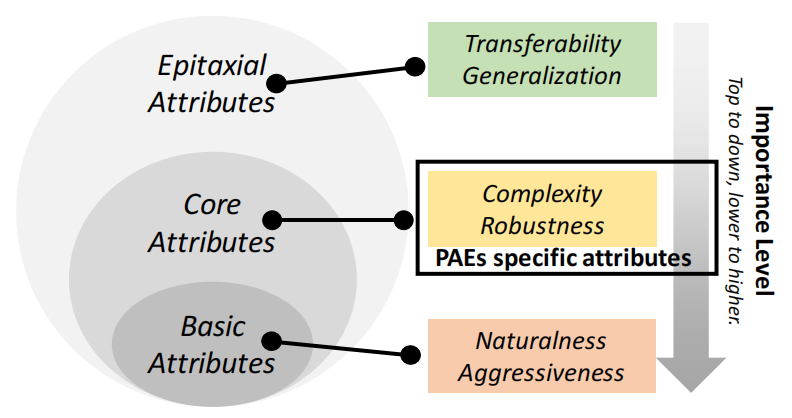 Epitaxial
Attributes
Transferability
Generalization
Core
Attributes
Complexity
Robustness
PAEs specific attributes
Basic
Attributes
Naturalness
Aggressiveness
Importance Level
Top to down, lower to higher.